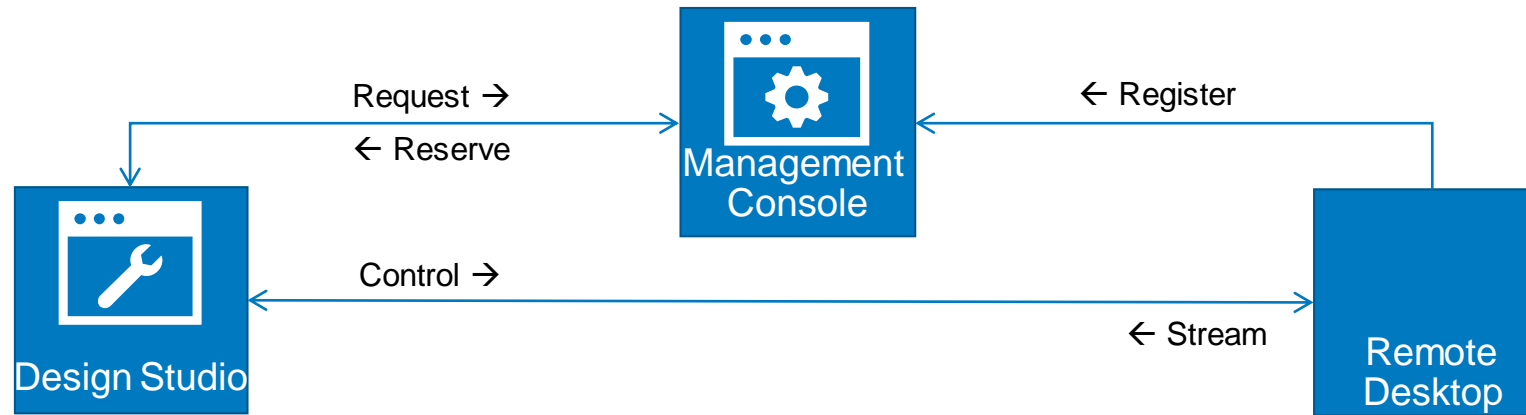 Request →
← Reserve
Management
Console
← Register
Design Studio
Control →
← Stream
Remote
Desktop